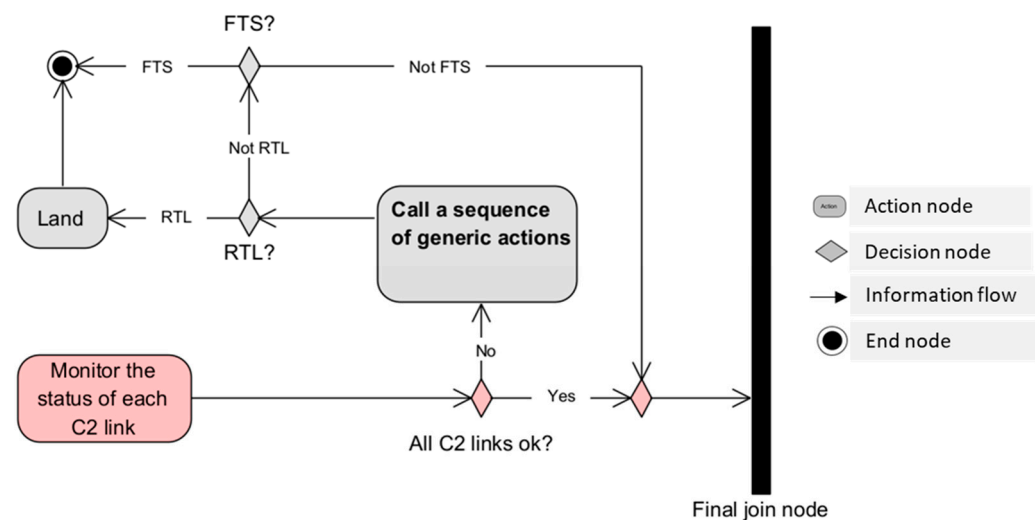 FTS?
FTS
Not FTS
Not RTL
Land
RTL
RTL?
Call a sequence
of generic actions
No
Monitor the
status of each
C2 link
Yes
All C2 links ok?
Final join node
Action
Action node
Decision node
Information flow
End node